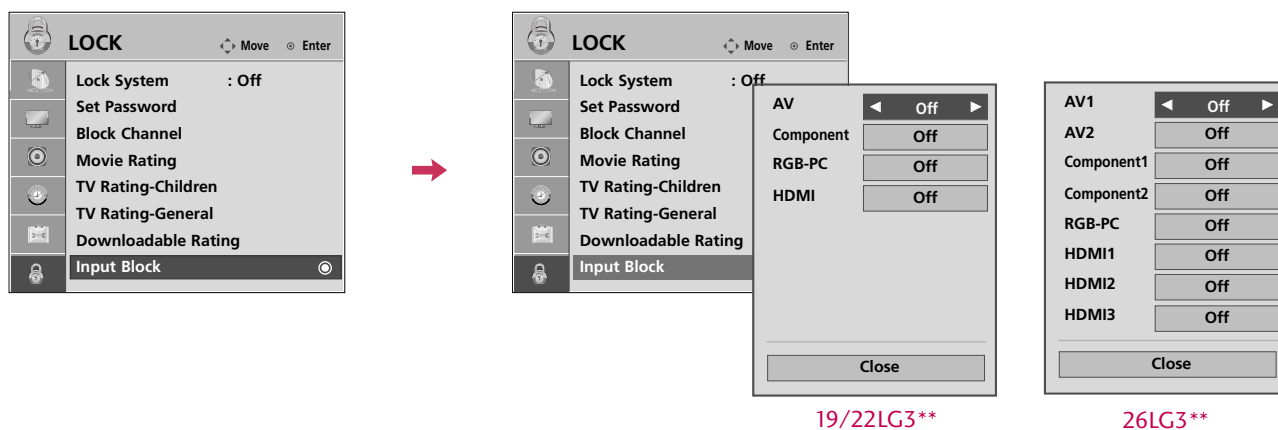 LOCK
Move
Enter
Lock System : Off
Set Password
Block Channel
Movie Rating
TV Rating-Children
TV Rating-General
Downloadable Rating
Input Block
LOCK
Move
Enter
Lock System : Off
Set Password
Block Channel
Movie Rating
TV Rating-Children
TV Rating-General
Downloadable Rating
Input Block
AV ◄ Off ►
Component Off
RGB-PC Off
HDMI Off
Close
19/22LG3**
AV1 ◄ Off ►
AV2 Off
Component1 Off
Component2 Off
RGB-PC Off
HDMI1 Off
HDMI2 Off
HDMI3 Off
Close
26LG3**